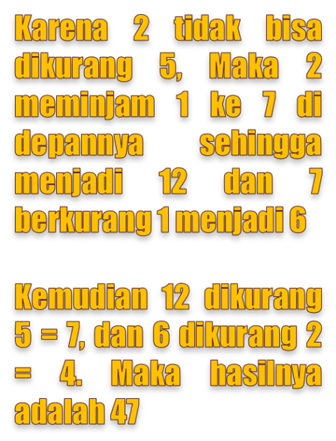 Karena 2 tidak bisa
dikurang 5, Maka 2
meminjam 1 ke 7 di
depannya sehingga
menjadi 12 dan 7
berkurang 1 menjadi 6
Kemudian 12 dikurang
5 = 7, dan 6 dikurang 2
= 4. Maka hasilnya
adalah 47